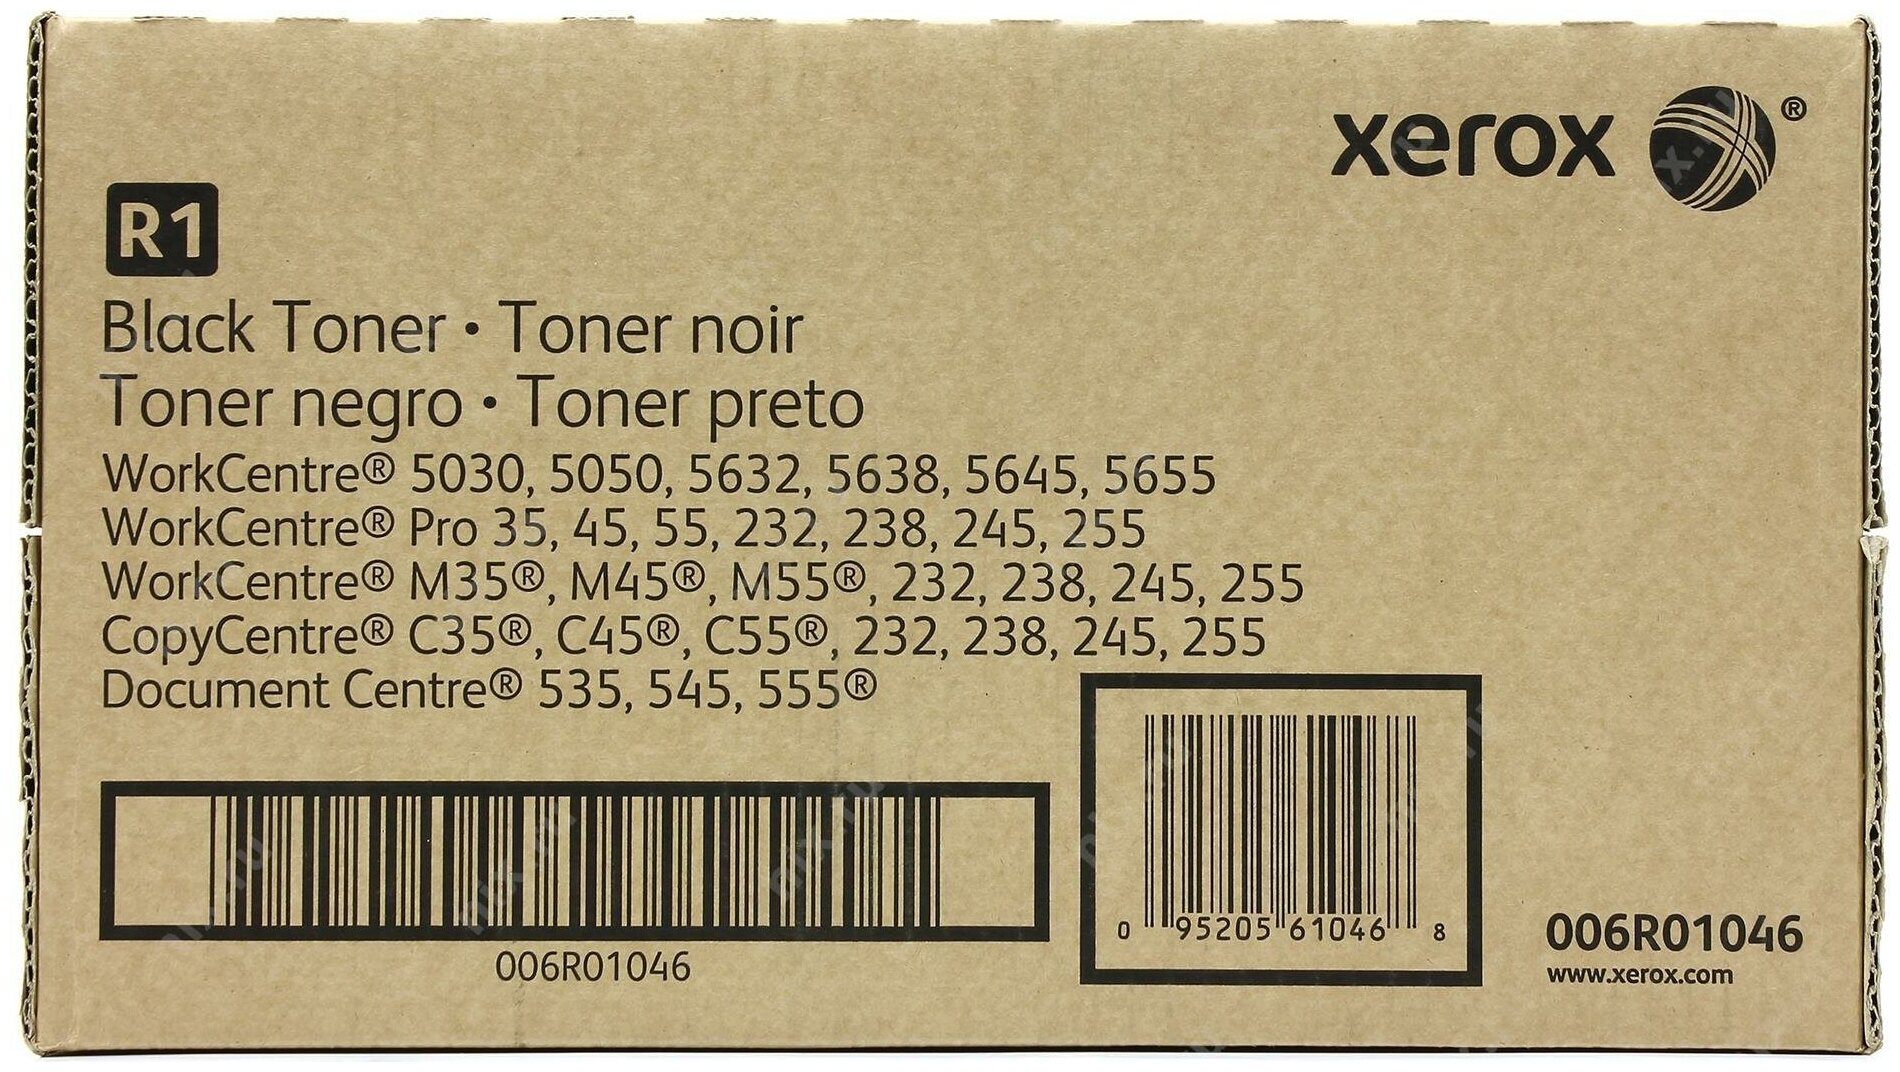 xerox ®
R1
Black Toner • Toner noir
Toner negro • Toner preto
WorkCentre® 5030, 5050, 5632, 5638, 5645, 5655
WorkCentre® Pro 35, 45, 55, 232, 238, 245, 255
WorkCentre® M35®, M45®, M55®, 232, 238, 245, 255
CopyCentre® C35®, C45®, C55®, 232, 238, 245, 255
Document Centre® 535, 545, 555®
006R01046
0 95205 61046 8
006R01046
www.xerox.com